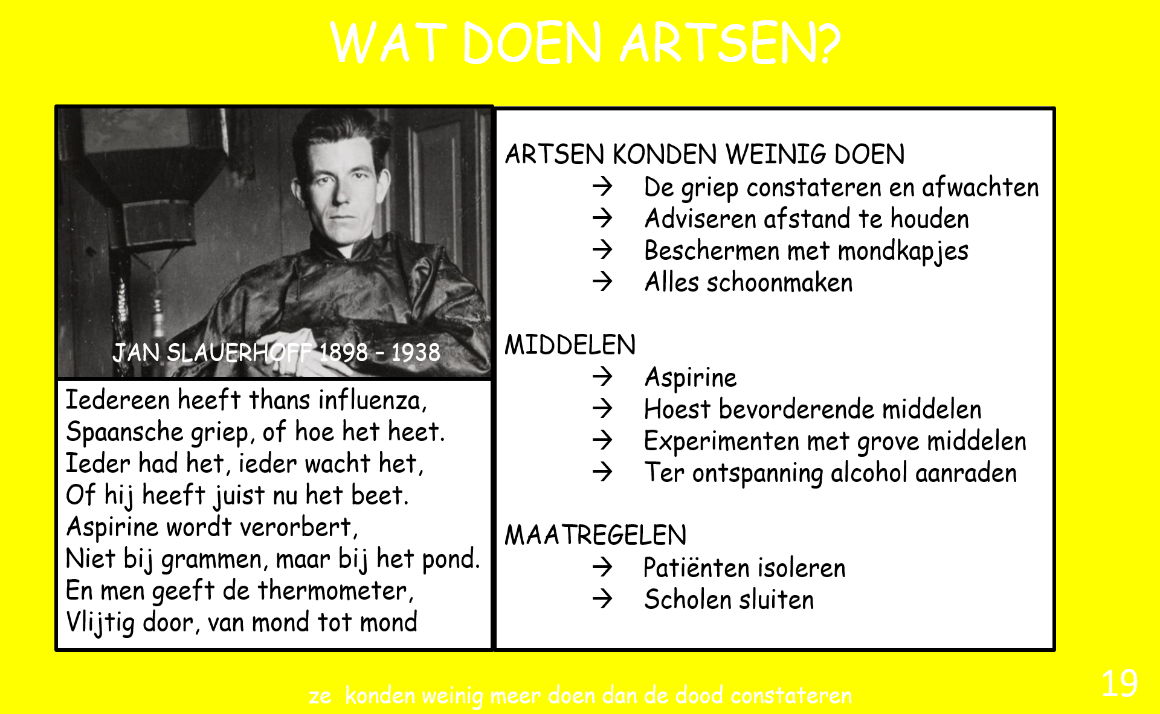 WAT DOEN ARTSEN?
JAN SLAUERHOFF 1898 – 1938
Iedereen heeft thans influenza,
Spaansche griep, of hoe het heet.
Ieder had het, ieder wacht het,
Of hij heeft juist nu het beet.
Aspirine wordt verorbert,
Niet bij grammen, maar bij het pond.
En men geeft de thermometer,
Vlijtig door, van mond tot mond
ARTSEN KONDEN WEINIG DOEN
→ De griep constateren en afwachten
→ Adviseren afstand te houden
→ Beschermen met mondkapjes
→ Alles schoonmaken
MIDDELEN
→ Aspirine
→ Hoest bevorderende middelen
→ Experimenten met grove middelen
→ Ter ontspanning alcohol aanraden
MAATREGELEN
→ Patiënten isoleren
→ Scholen sluiten
ze konden weinig meer doen dan de dood constateren
19